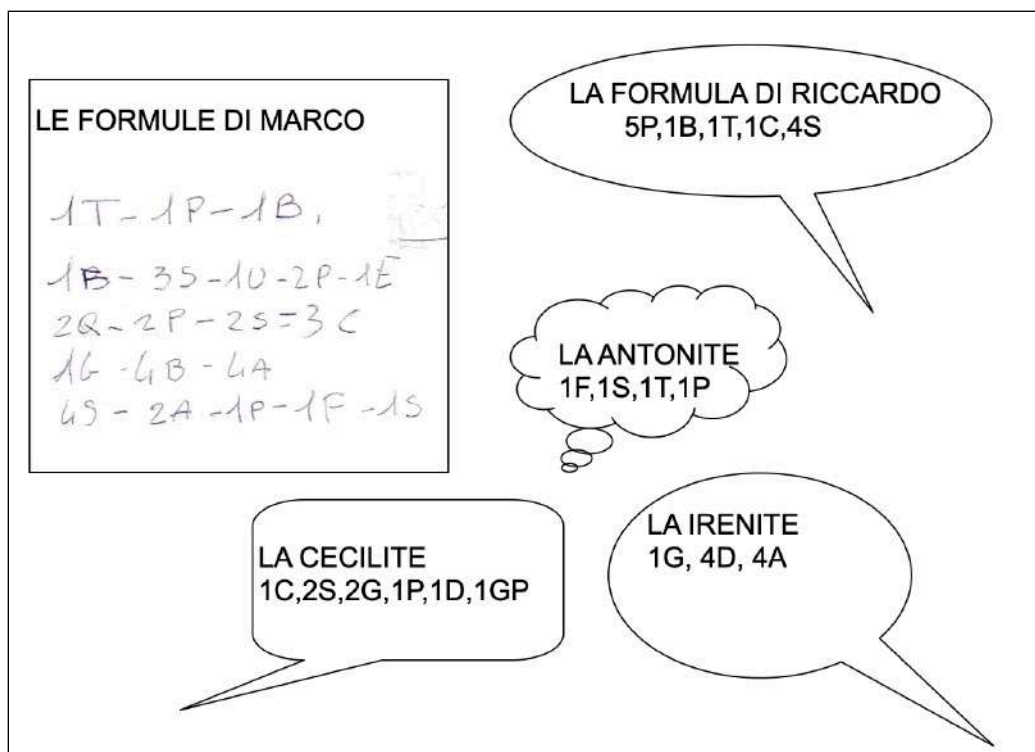 LE FORMULE DI MARCO
1T-1P-1B.
1B-3S-1U-2P-1E
2Q-2P-2S=3C
1G-4B-4A
4S-2A-1P-1F-1S
LA FORMULA DI RICCARDO
5P,1B,1T,1C,4S
LA ANTONITE
1F,1S,1T,1P
LA CECILITE
1C,2S,2G,1P,1D,1GP
LA IRENITE
1G, 4D, 4A